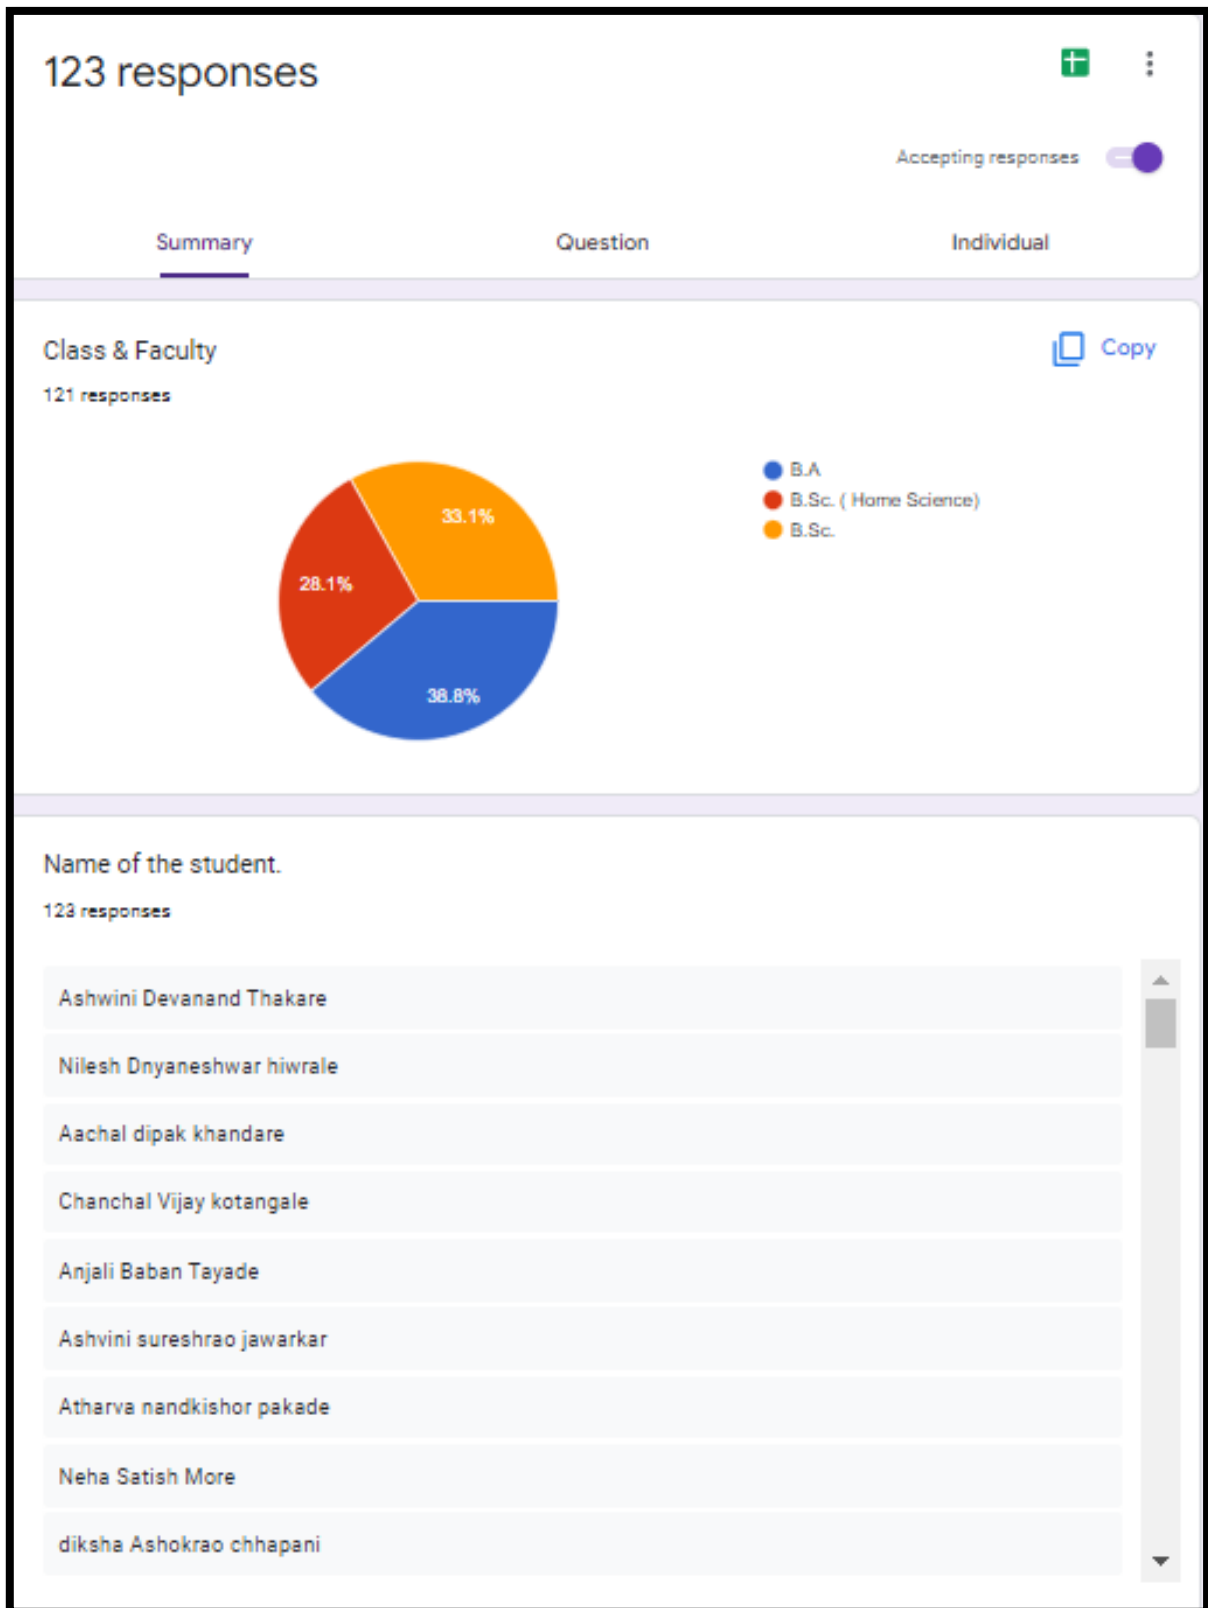 123 responses
Accepting responses
Summary Question Individual
Class & Faculty
Copy
121 responses
B.A
B.Sc. ( Home Science)
B.Sc.
33.1%
28.1%
38.8%
Name of the student.
123 responses
Ashwini Devanand Thakare
Nilesh Dnyaneshwar hiwrale
Aachal dipak khandare
Chanchal Vijay kotangale
Anjali Baban Tayade
Ashvini sureshrao jawarkar
Atharva nandkishor pakade
Neha Satish More
diksha Ashokrao chhapani